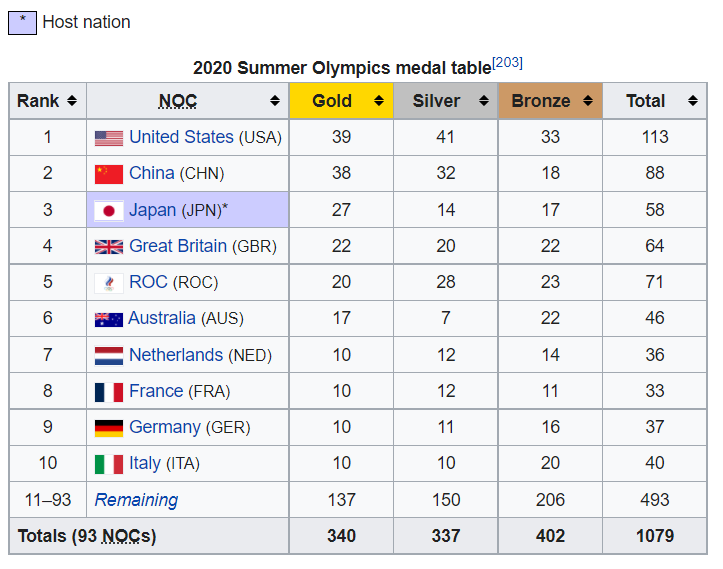 * Host nation
2020 Summer Olympics medal table[203]
Rank NOC Gold Silver Bronze Total
1 United States (USA) 39 41 33 113
2 China (CHN) 38 32 18 88
3 Japan (JPN)* 27 14 17 58
4 Great Britain (GBR) 22 20 22 64
5 ROC (ROC) 20 28 23 71
6 Australia (AUS) 17 7 22 46
7 Netherlands (NED) 10 12 14 36
8 France (FRA) 10 12 11 33
9 Germany (GER) 10 11 16 37
10 Italy (ITA) 10 10 20 40
11–93 Remaining 137 150 206 493
Totals (93 NOCs) 340 337 402 1079